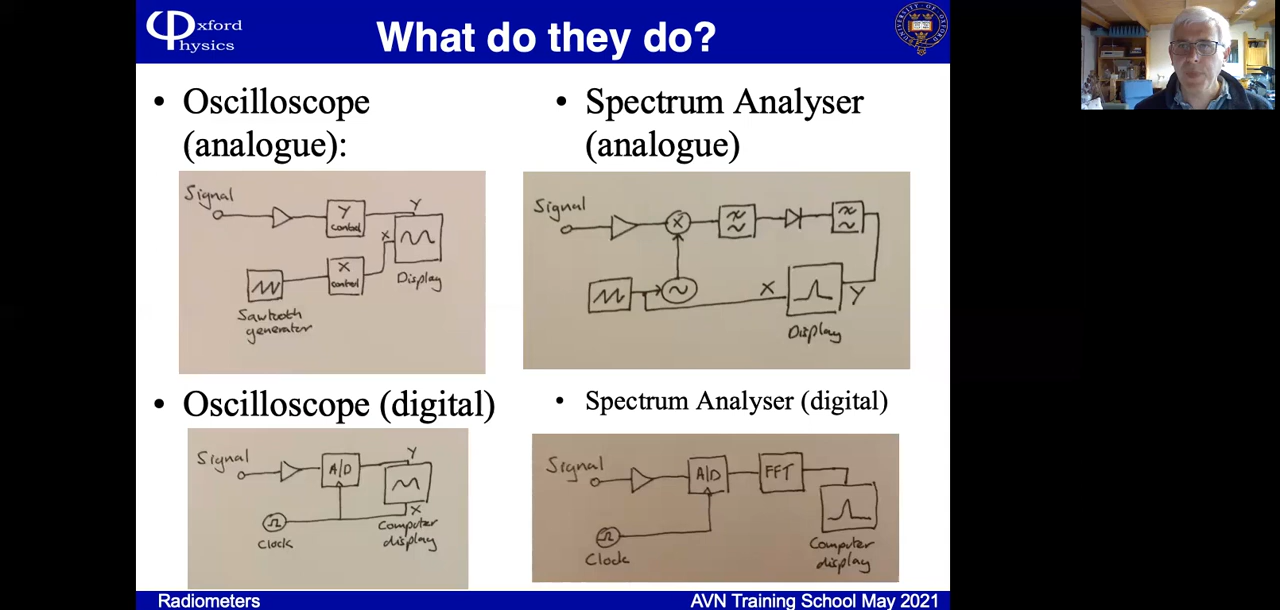 Oxford
Physics
What do they do?
• Oscilloscope
(analogue):
Signal
Y
control
Y
X
X
control
Display
Sawtooth
generator
• Spectrum Analyser
(analogue)
Signal
X
X
Y
Display
• Oscilloscope (digital)
Signal
A/D
Y
X
Clock
Computer
display
• Spectrum Analyser (digital)
Signal
A/D
FFT
Clock
Computer
display
Radiometers
AVN Training School May 2021